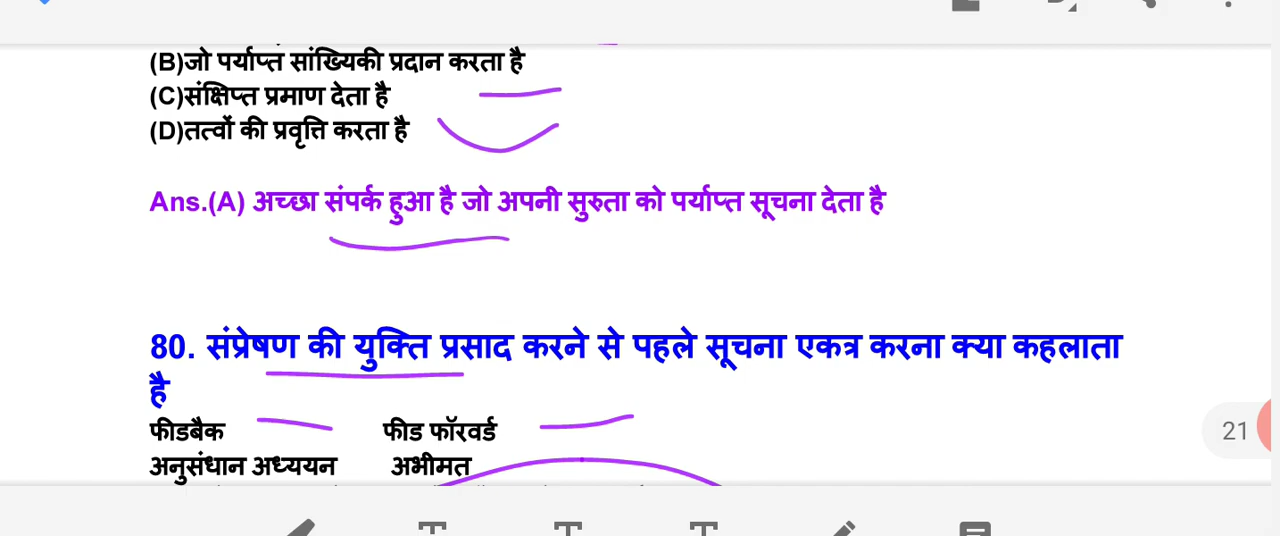 (B)जो पर्याप्त सांख्यिकी प्रदान करता है
(C)संक्षिप्त प्रमाण देता है
(D)तत्वों की प्रवृत्ति करता है
Ans.(A) अच्छा संपर्क हुआ है जो अपनी सुरुता को पर्याप्त सूचना देता है
80. संप्रेषण की युक्ति प्रसाद करने से पहले सूचना एकत्र करना क्या कहलाता
है
फीडबैक फीड फॉरवर्ड
अनुसंधान अध्ययन अभीमत
21